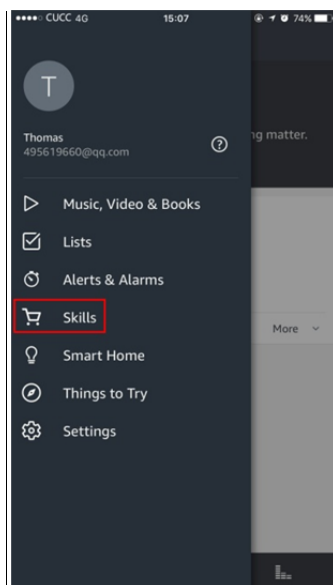 CUCC 4G 15:07 74%
T
Thomas
495619660@qq.com
ng matter.
Music, Video & Books
Lists
Alerts & Alarms
Skills
More
Smart Home
Things to Try
Settings